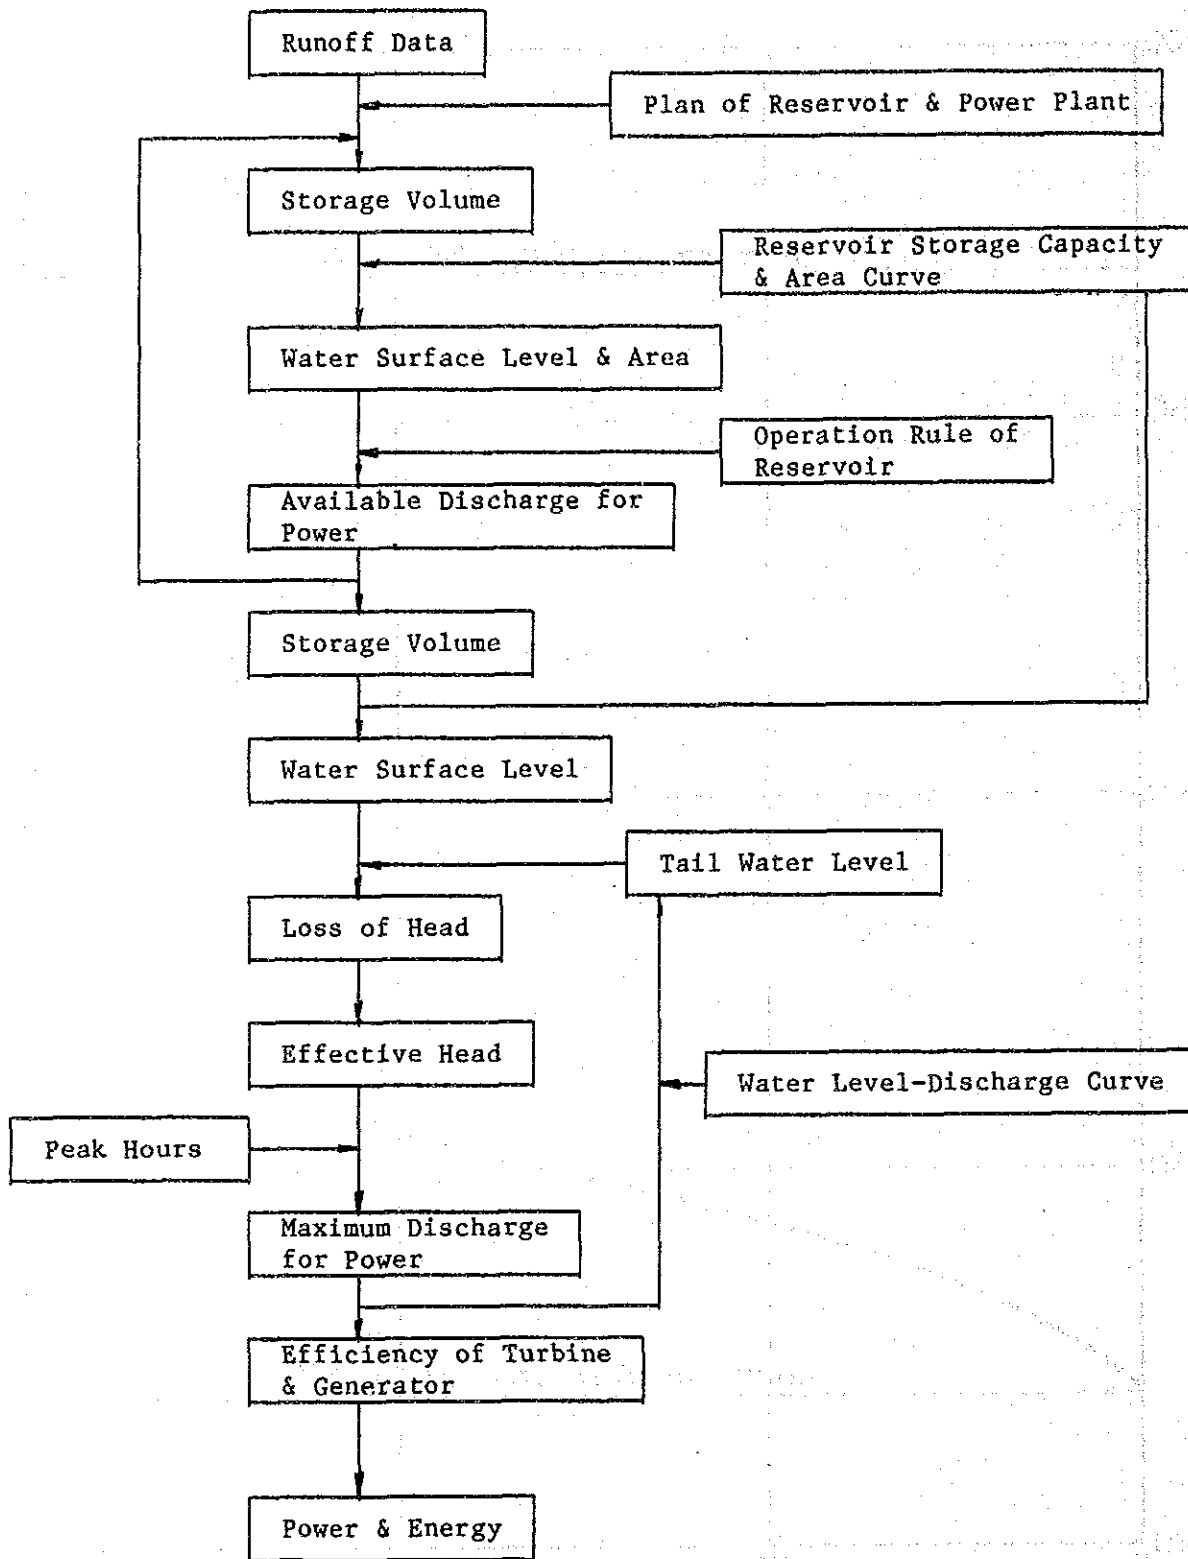 Runoff Data
Plan of Reservoir & Power Plant
Storage Volume
Reservoir Storage Capacity
& Area Curve
Water Surface Level & Area
Operation Rule of
Reservoir
Available Discharge for
Power
Storage Volume
Water Surface Level
Tail Water Level
Loss of Head
Effective Head
Water Level-Discharge Curve
Peak Hours
Maximum Discharge
for Power
Efficiency of Turbine
& Generator
Power & Energy